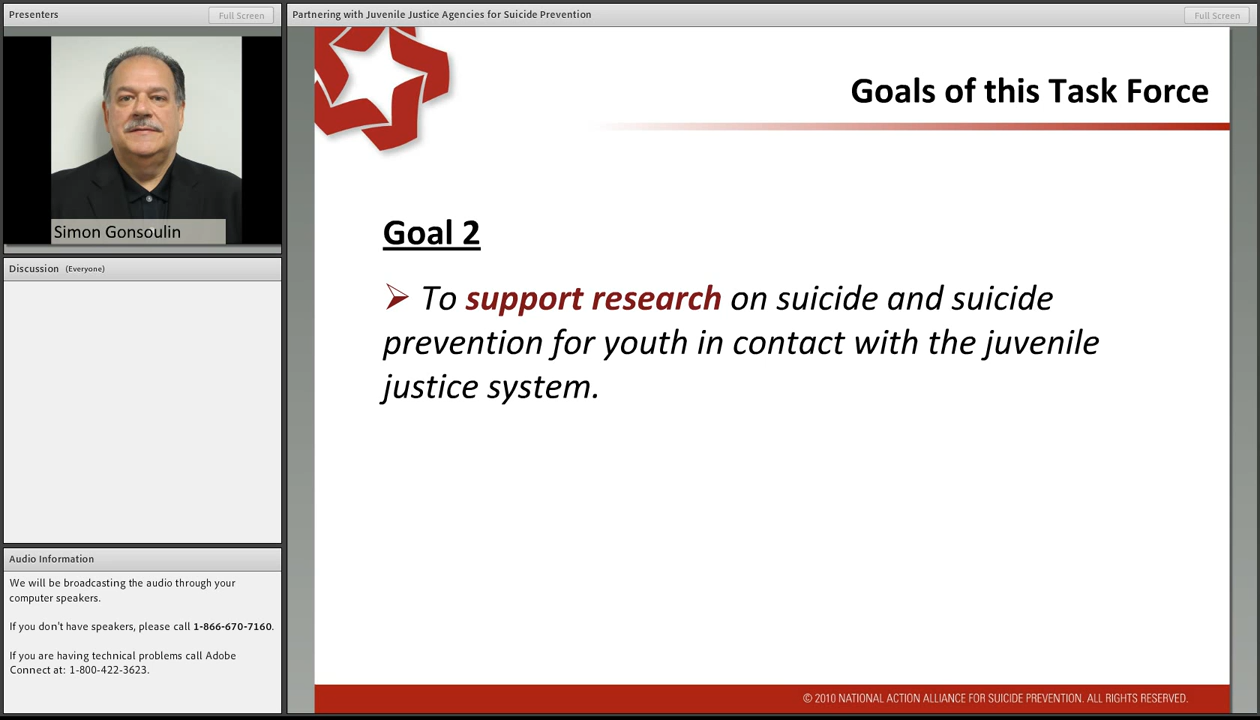 Presenters
Full Screen
Simon Gonsoulin
Discussion (Everyone)
Audio Information
We will be broadcasting the audio through your
computer speakers.
If you don't have speakers, please call 1-866-670-7160.
If you are having technical problems call Adobe
Connect at: 1-800-422-3623.
Partnering with Juvenile Justice Agencies for Suicide Prevention
Full Screen
Goals of this Task Force
Goal 2
➢ To support research on suicide and suicide
prevention for youth in contact with the juvenile
justice system.
© 2010 NATIONAL ACTION ALLIANCE FOR SUICIDE PREVENTION. ALL RIGHTS RESERVED.